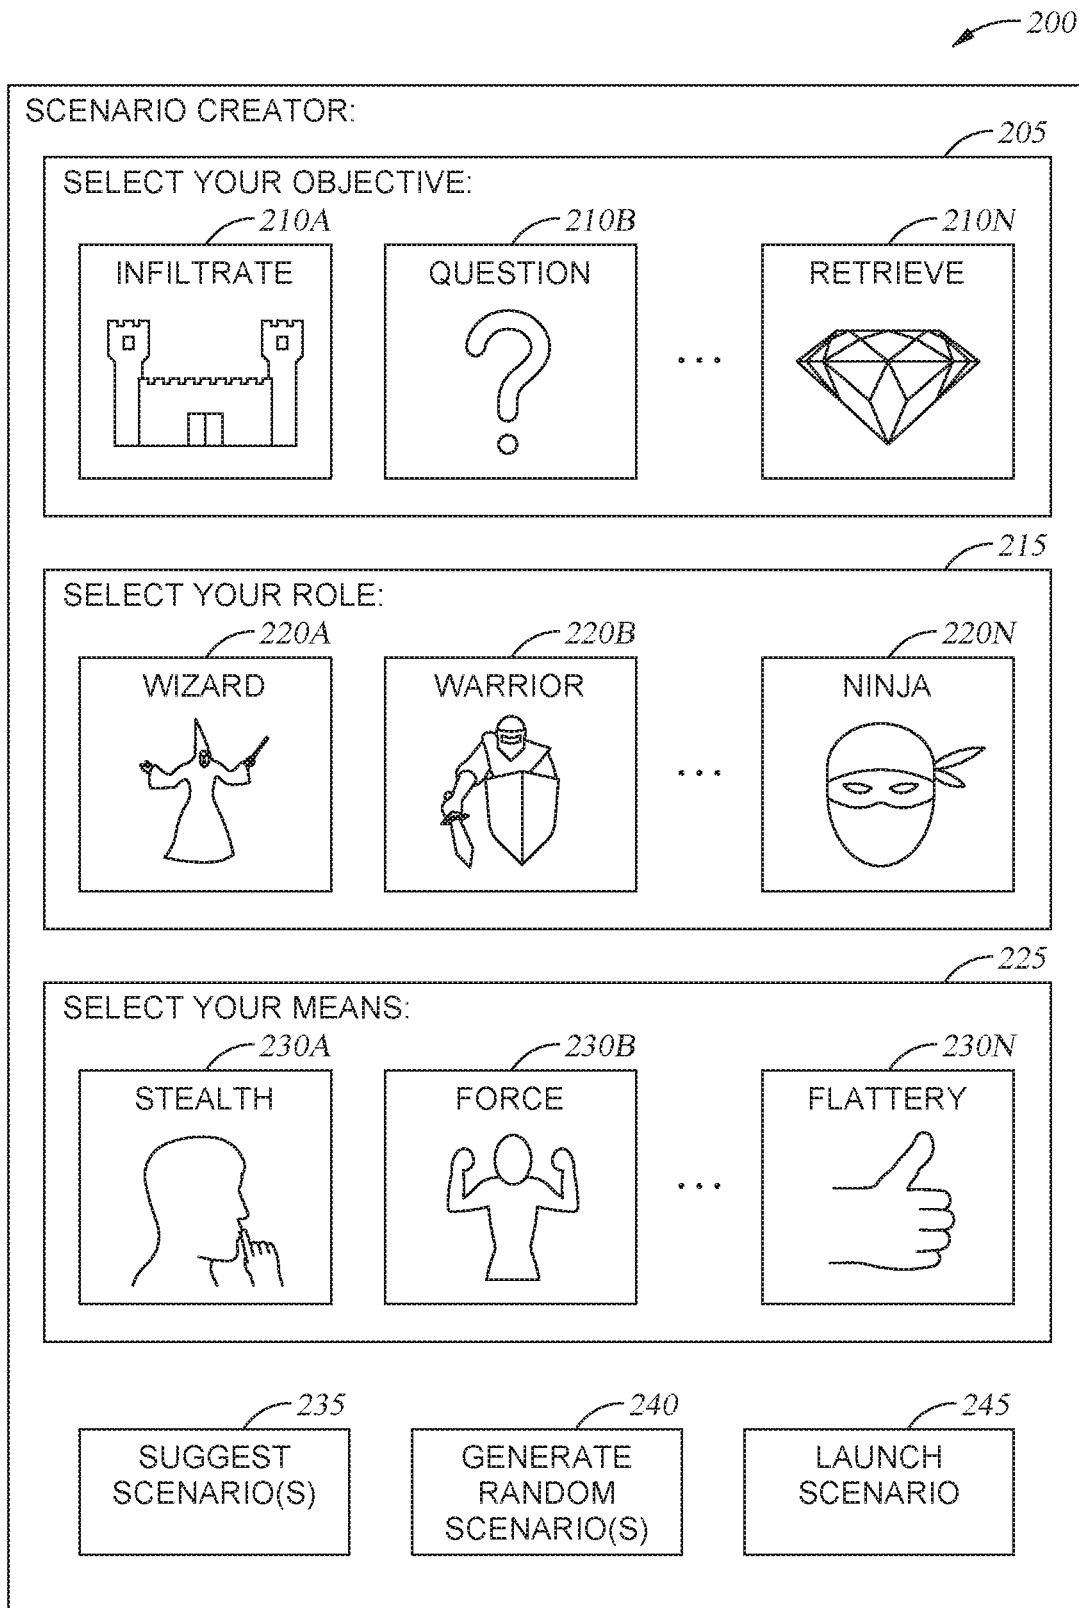 200
SCENARIO CREATOR:
205
SELECT YOUR OBJECTIVE:
210A 210B 210N
INFILTRATE QUESTION RETRIEVE
?
...
215
SELECT YOUR ROLE:
220A 220B 220N
WIZARD WARRIOR NINJA
...
225
SELECT YOUR MEANS:
230A 230B 230N
STEALTH FORCE FLATTERY
...
235 240 245
SUGGEST GENERATE LAUNCH
SCENARIO(S) RANDOM SCENARIO
SCENARIO(S)